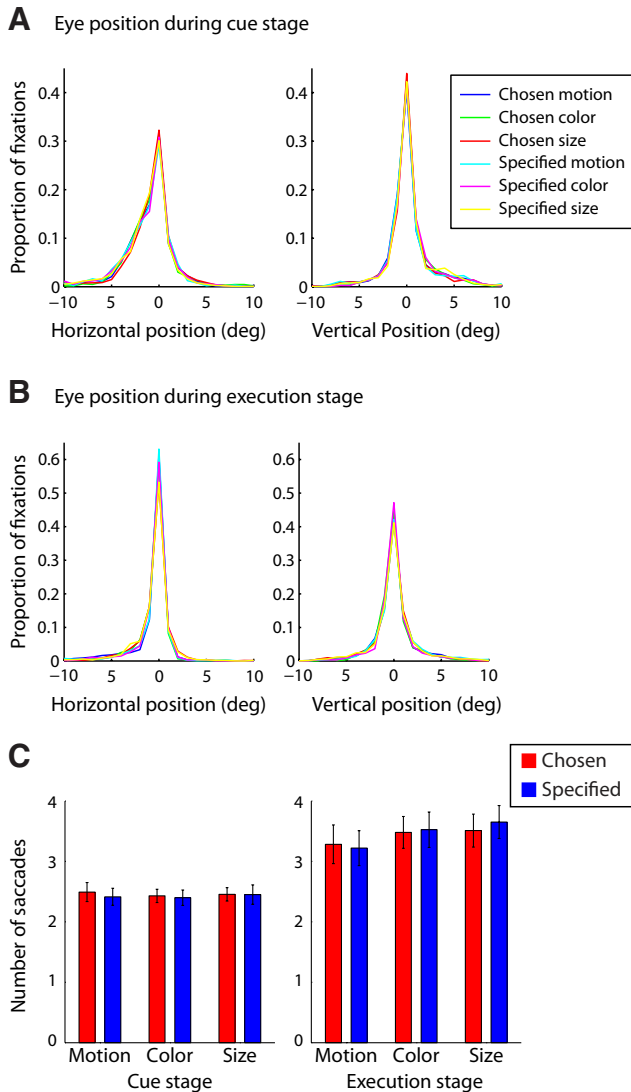 A Eye position during cue stage
Proportion of fixations
0.4
0.3
0.2
0.1
0
−10 5 0 5 10
Horizontal position (deg)
0.4
0.3
0.2
0.1
0
−10 5 0 5 10
Vertical Position (deg)
Chosen motion
Chosen color
Chosen size
Specified motion
Specified color
Specified size
B Eye position during execution stage
Proportion of fixations
0.6
0.5
0.4
0.3
0.2
0.1
0
−10 5 0 5 10
Horizontal position (deg)
0.6
0.5
0.4
0.3
0.2
0.1
0
−10 5 0 5 10
Vertical position (deg)
C
Chosen
Specified
Number of saccades
4
3
2
1
0
Motion Color Size
Cue stage
4
3
2
1
0
Motion Color Size
Execution stage